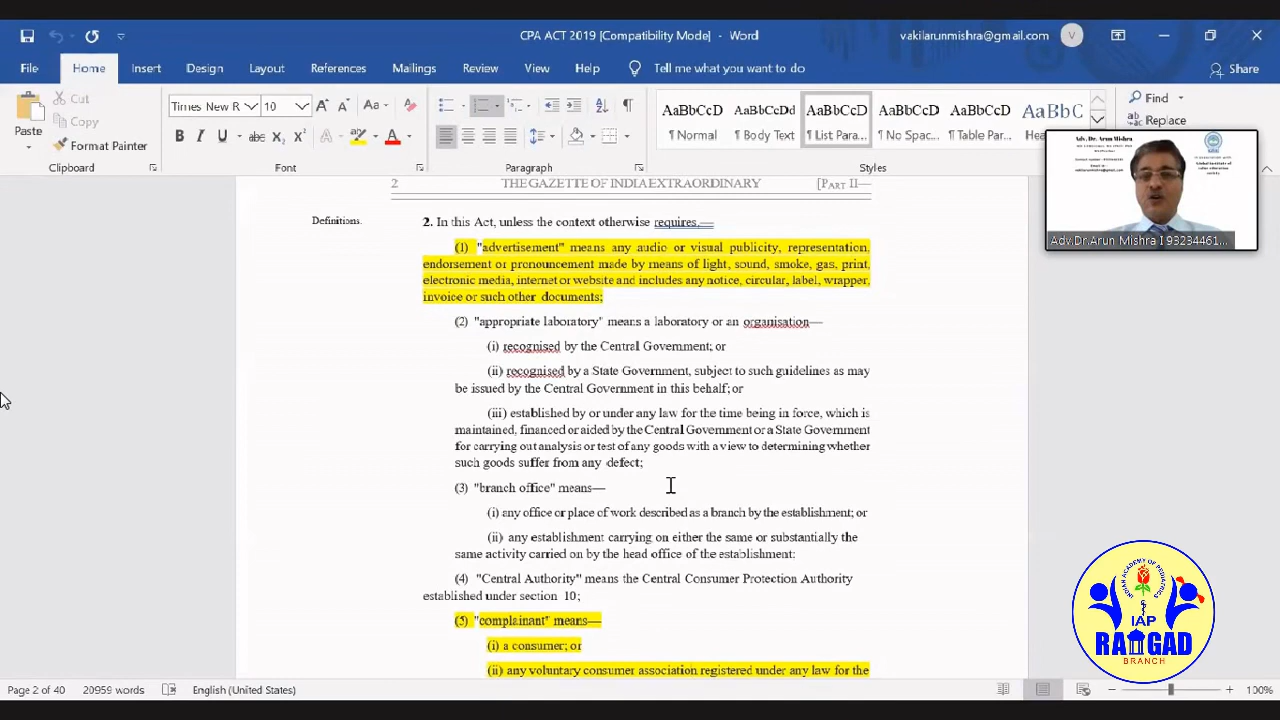 CPA ACT 2019 [Compatibility Mode] - Word
vakilarunmishra@gmail.com V
File Home Insert Design Layout References Mailings Review View Help Tell me what you want to do Share
Paste
Cut
Copy
Format Painter
Clipboard
Times New R 10
Font
AaBbCcD AaBbCcDd AaBbCcD AaBbCcD AaBbCcD AaBbC
¶ Normal ¶ Body Text ¶ List Para... ¶ No Spac... ¶ Table Par... Heading
Styles
Find
Replace
Adv.Dr.Arun Mishra
Adv.Dr.Arun Mishra I 93234461...
2 THE GAZETTE OF INDIA EXTRAORDINARY [PART II—
Definitions.
2. In this Act, unless the context otherwise requires,—
(1) "advertisement" means any audio or visual publicity, representation,
endorsement or pronouncement made by means of light, sound, smoke, gas, print,
electronic media, internet or website and includes any notice, circular, label, wrapper,
invoice or such other documents;
(2) "appropriate laboratory" means a laboratory or an organisation—
(i) recognised by the Central Government; or
(ii) recognised by a State Government, subject to such guidelines as may
be issued by the Central Government in this behalf; or
(iii) established by or under any law for the time being in force, which is
maintained, financed or aided by the Central Government or a State Government
for carrying out analysis or test of any goods with a view to determining whether
such goods suffer from any defect;
(3) "branch office" means—
(i) any office or place of work described as a branch by the establishment; or
(ii) any establishment carrying on either the same or substantially the
same activity carried on by the head office of the establishment:
(4) "Central Authority" means the Central Consumer Protection Authority
established under section 10;
(5) "complainant" means—
(i) a consumer; or
(ii) any voluntary consumer association registered under any law for the
INDIAN ACADEMY OF PEDIATRICS
IAP
RAIGAD
BRANCH
Page 2 of 40 20959 words English (United States) 100%